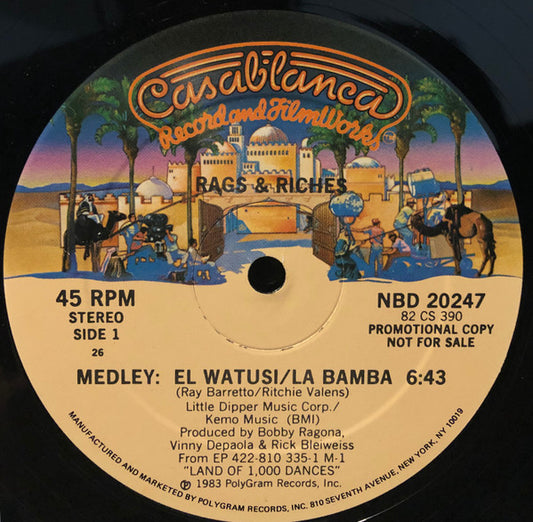 Casablanca
Record and FilmWorks
RAGS & RICHES
45 RPM
STEREO
SIDE 1
26
NBD 20247
82 CS 390
PROMOTIONAL COPY
NOT FOR SALE
MEDLEY: EL WATUSI/LA BAMBA 6:43
(Ray Barretto/Ritchie Valens)
Little Dipper Music Corp./
Kemo Music (BMI)
Produced by Bobby Ragona,
Vinny Depaola & Rick Bleiweiss
From EP 422-810 335-1 M-1
"LAND OF 1,000 DANCES"
℗ 1983 PolyGram Records, Inc.
MANUFACTURED AND MARKETED BY POLYGRAM RECORDS, INC. 810 SEVENTH AVENUE, NEW YORK, N.Y. 10019